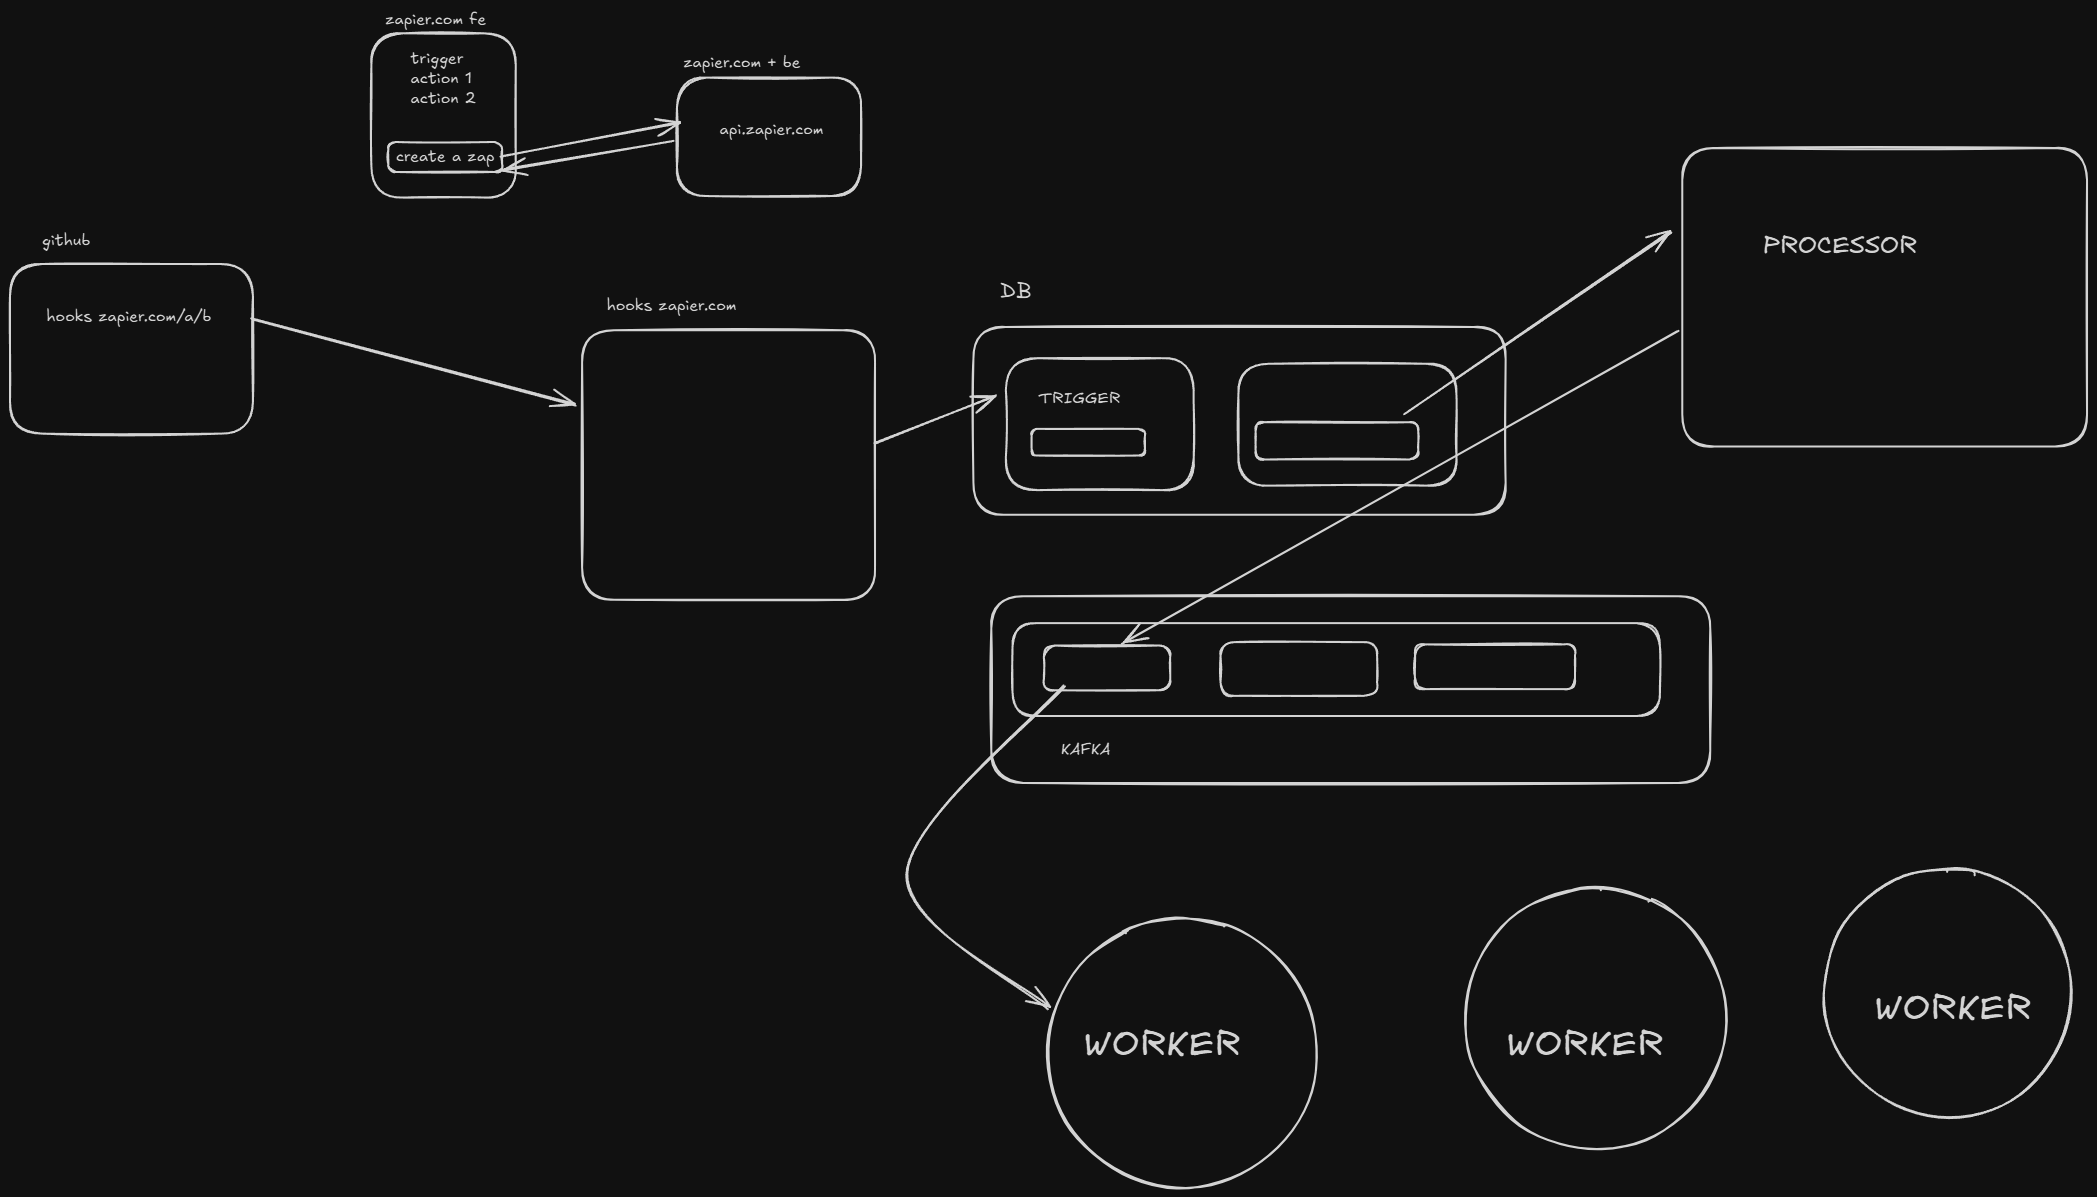 zapier.com fe
trigger
action 1
action 2
create a zap
zapier.com + be
api.zapier.com
github
hooks zapier.com/a/b
hooks zapier.com
DB
TRIGGER
PROCESSOR
KAFKA
WORKER
WORKER
WORKER